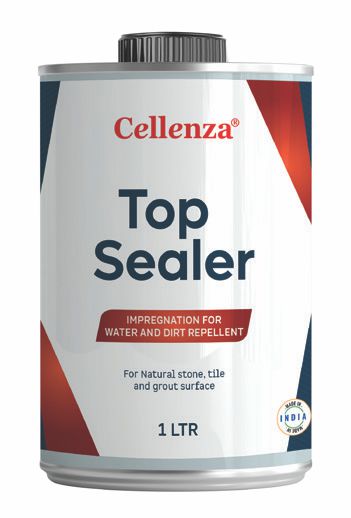 Cellenza®
Top
Sealer
IMPREGNATION FOR
WATER AND DIRT REPELLENT
For Natural stone, tile
and grout surface
MADE IN
INDIA
1 LTR